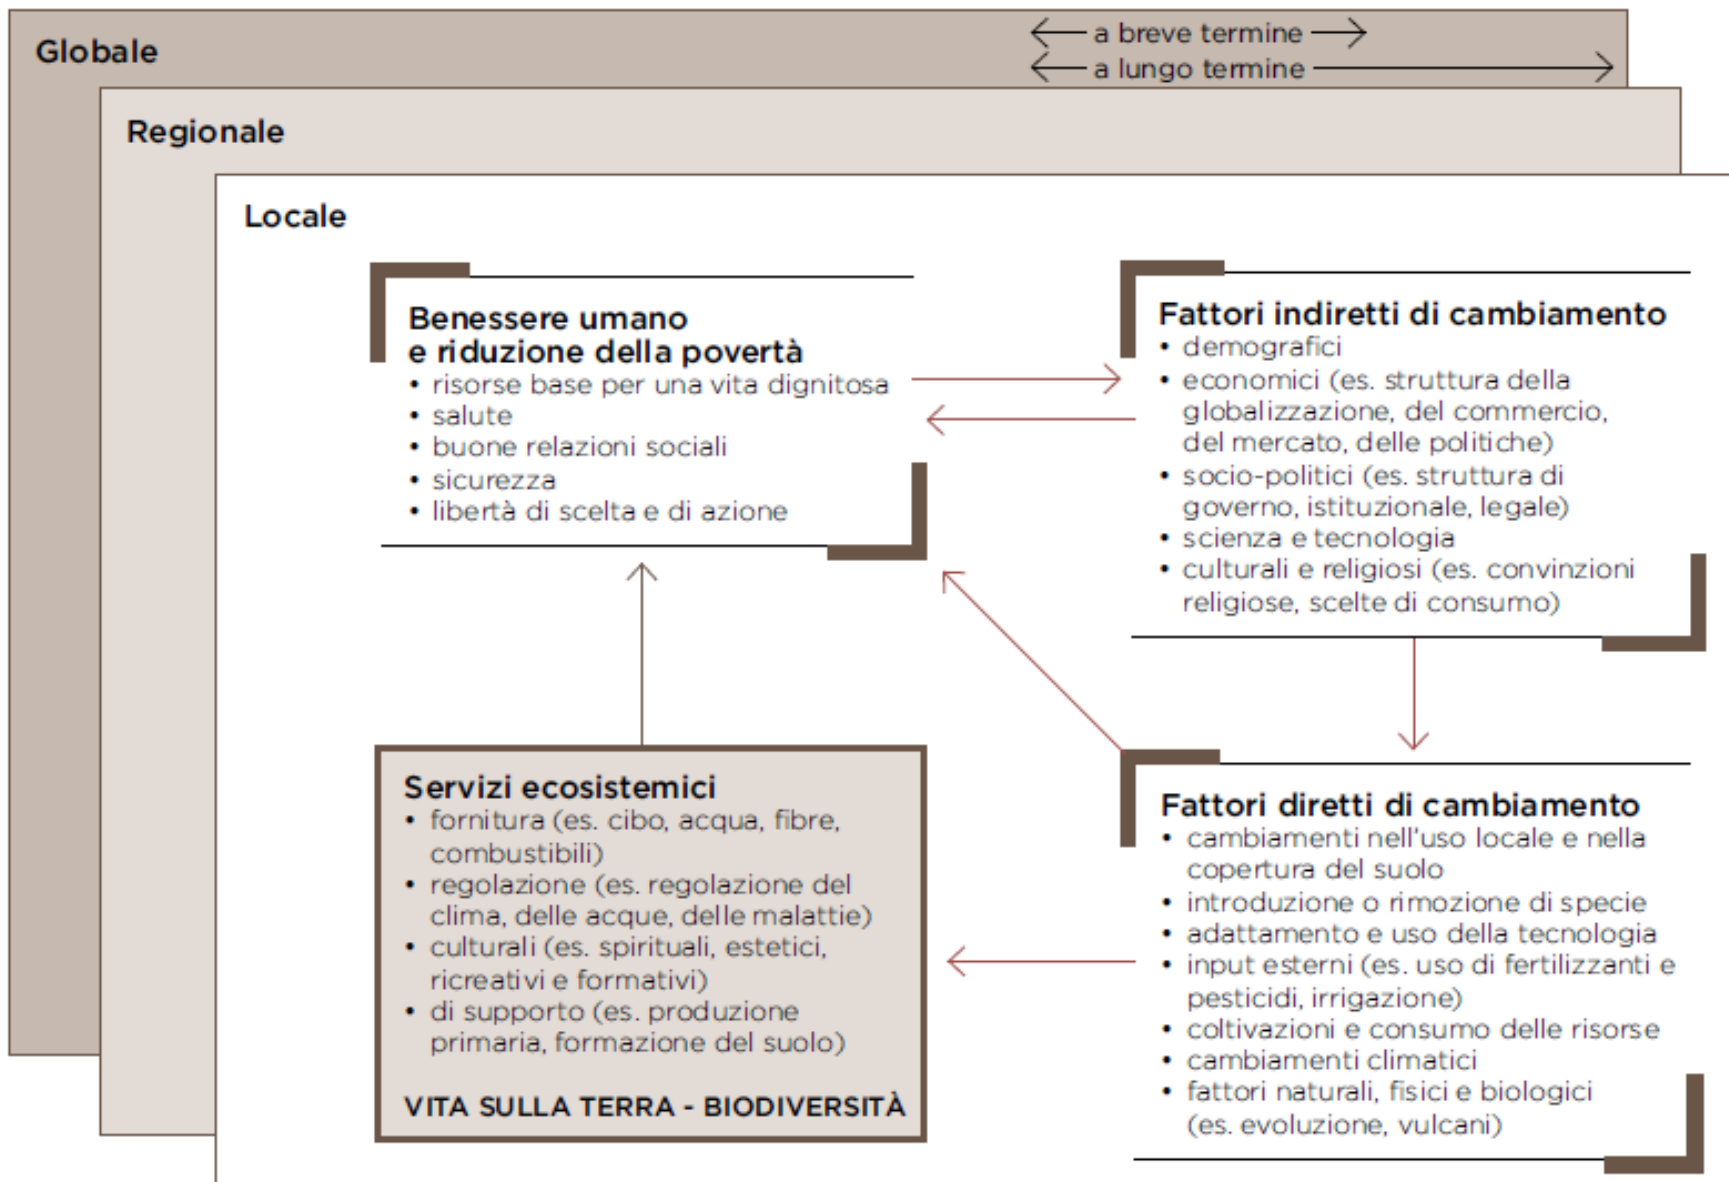 Globale
a breve termine
a lungo termine
Regionale
Locale
Benessere umano
e riduzione della povertà
• risorse base per una vita dignitosa
• salute
• buone relazioni sociali
• sicurezza
• libertà di scelta e di azione
Fattori indiretti di cambiamento
• demografici
• economici (es. struttura della
globalizzazione, del commercio,
del mercato, delle politiche)
• socio-politici (es. struttura di
governo, istituzionale, legale)
• scienza e tecnologia
• culturali e religiosi (es. convinzioni
religiose, scelte di consumo)
Servizi ecosistemici
• fornitura (es. cibo, acqua, fibre,
combustibili)
• regolazione (es. regolazione del
clima, delle acque, delle malattie)
• culturali (es. spirituali, estetici,
ricreativi e formativi)
• di supporto (es. produzione
primaria, formazione del suolo)
VITA SULLA TERRA - BIODIVERSITÀ
Fattori diretti di cambiamento
• cambiamenti nell'uso locale e nella
copertura del suolo
• introduzione o rimozione di specie
• adattamento e uso della tecnologia
• input esterni (es. uso di fertilizzanti e
pesticidi, irrigazione)
• coltivazioni e consumo delle risorse
• cambiamenti climatici
• fattori naturali, fisici e biologici
(es. evoluzione, vulcani)